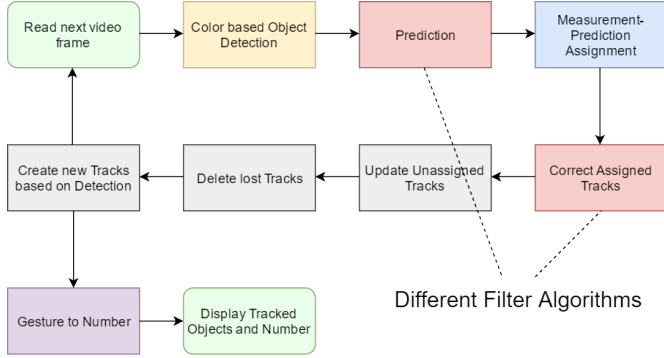 Read next video
frame
Color based Object
Detection
Prediction
Measurement-
Prediction
Assignment
Create new Tracks
based on Detection
Delete lost Tracks
Update Unassigned
Tracks
Correct Assigned
Tracks
Different Filter Algorithms
Gesture to Number
Display Tracked
Objects and Number